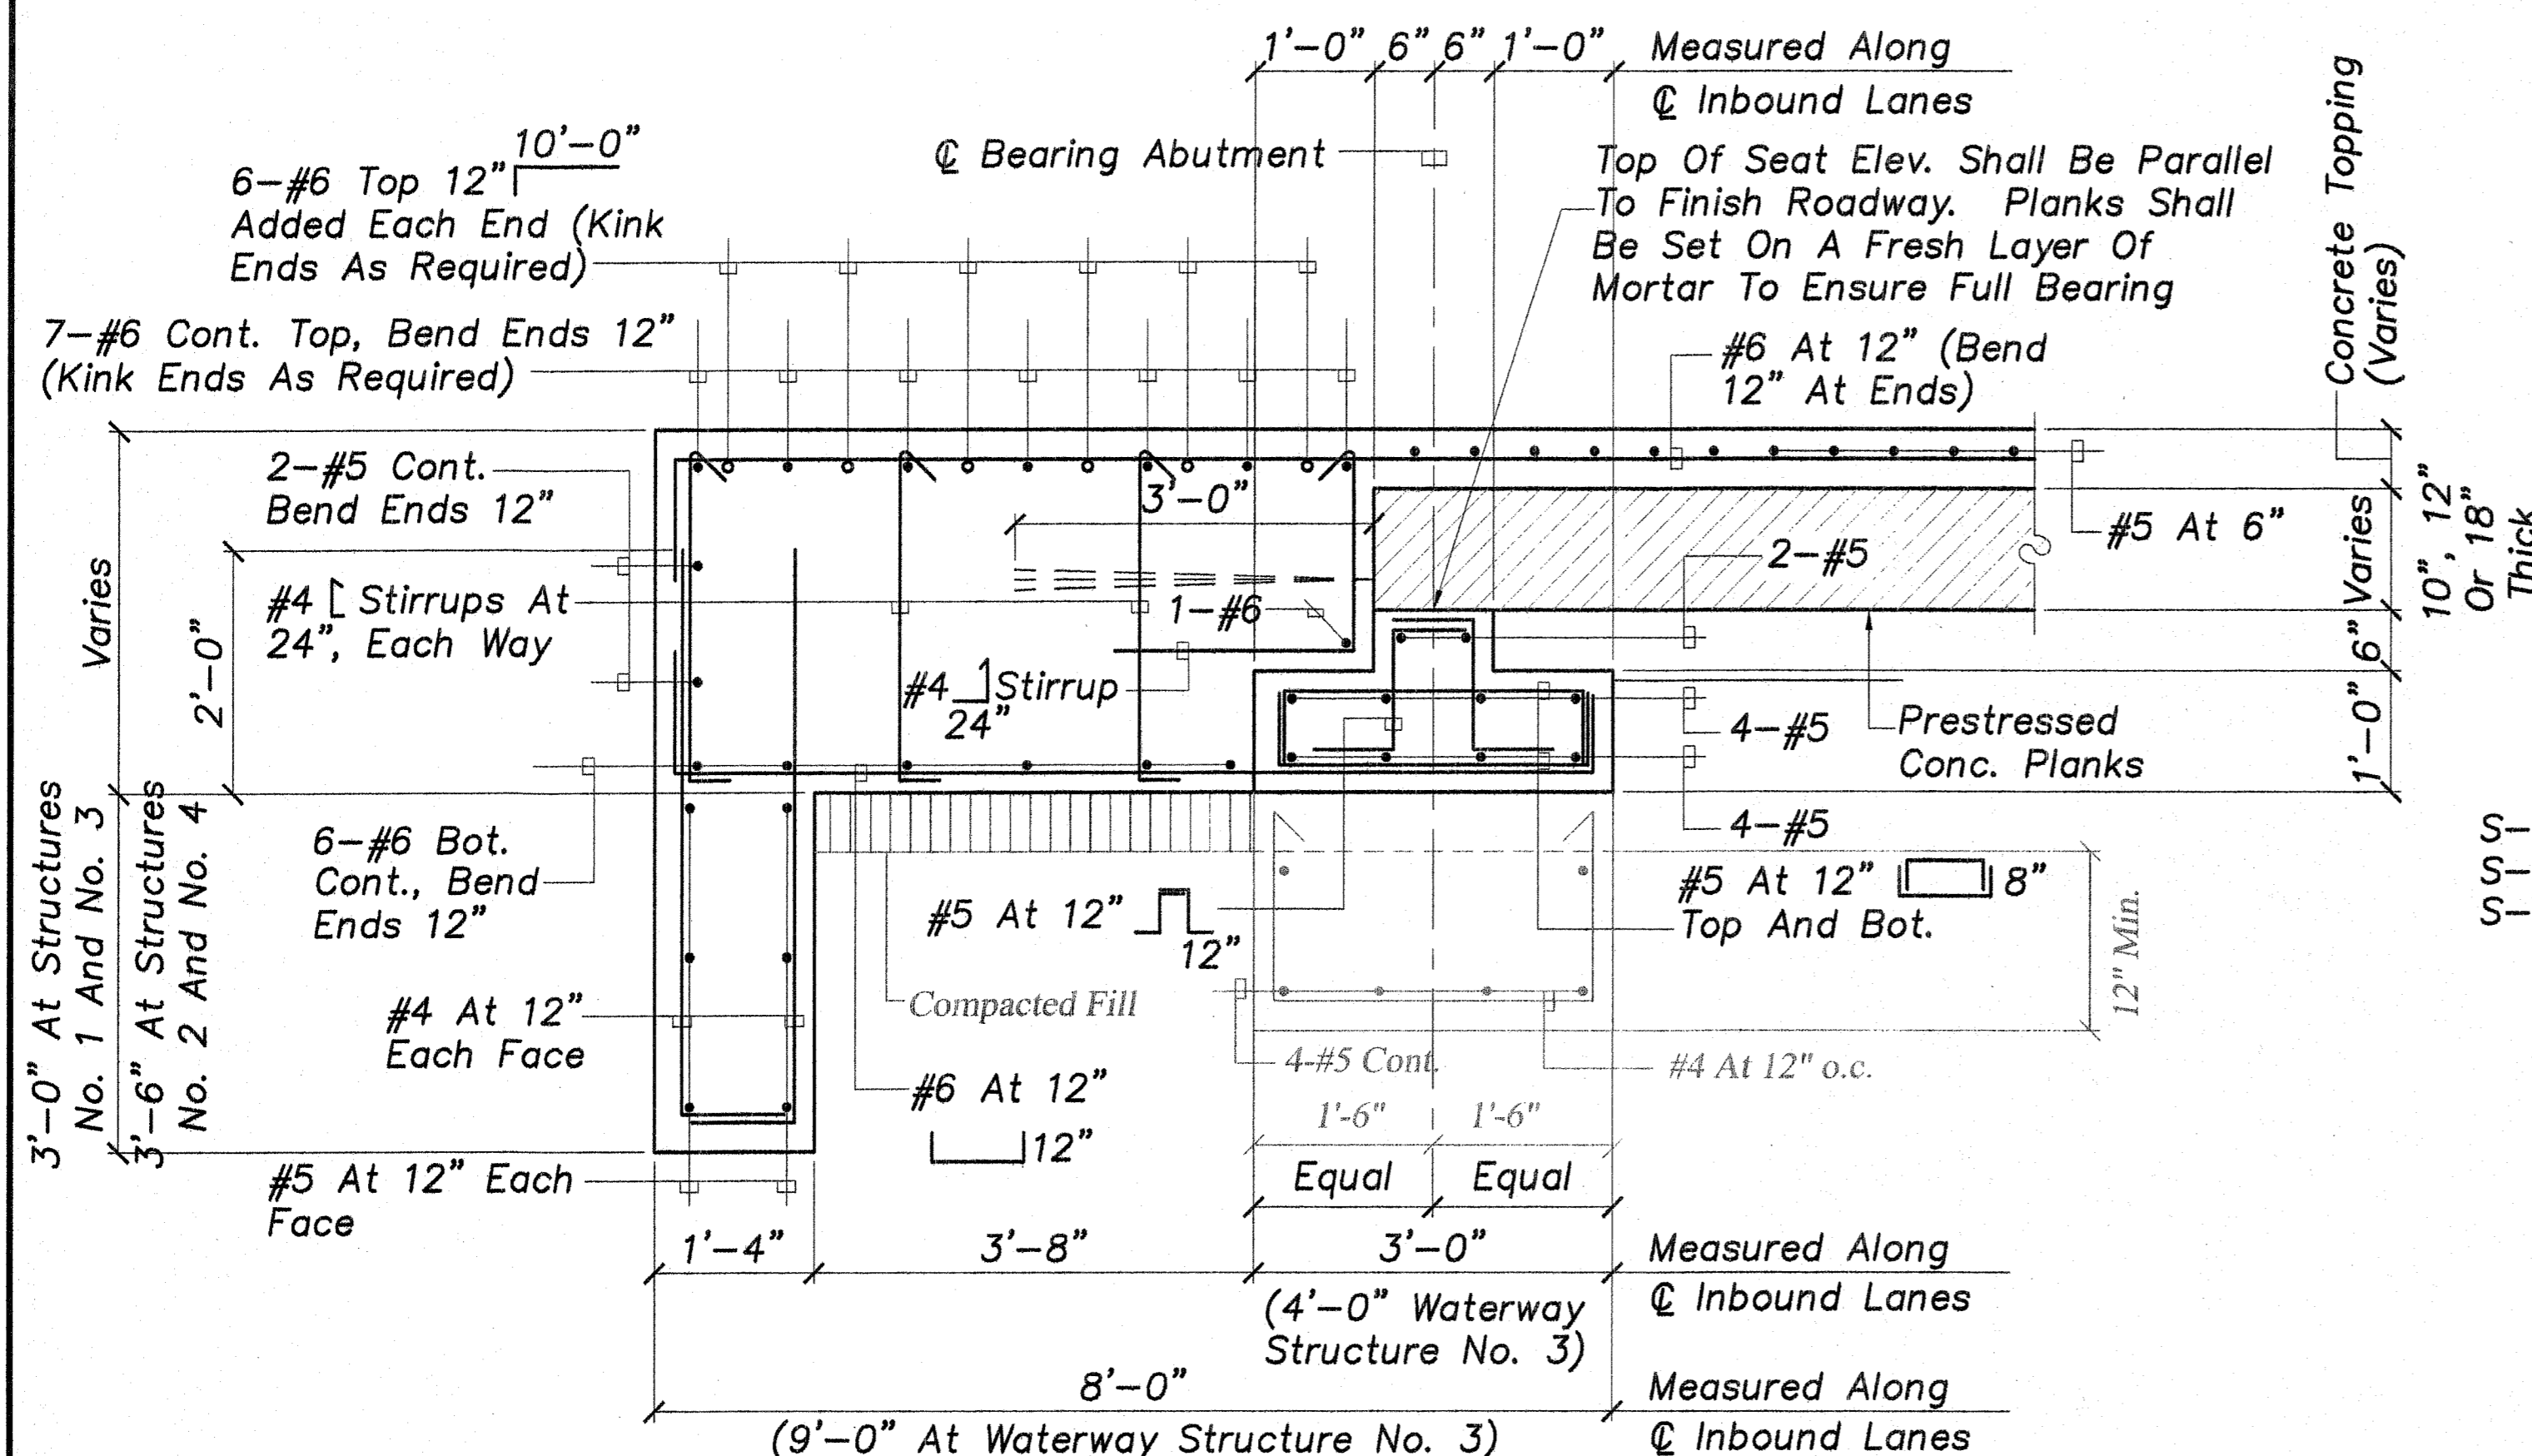 1'-0" 6" 6" 1'-0" Measured Along
℄ Inbound Lanes
℄ Bearing Abutment
Top Of Seat Elev. Shall Be Parallel
To Finish Roadway. Planks Shall
Be Set On A Fresh Layer Of
Mortar To Ensure Full Bearing
Concrete Topping
(Varies)
10'-0"
6-#6 Top 12"
Added Each End (Kink
Ends As Required)
7-#6 Cont. Top, Bend Ends 12"
(Kink Ends As Required)
#6 At 12" (Bend
12" At Ends)
2-#5 Cont.
Bend Ends 12"
3'-0"
#5 At 6"
Varies
10", 12"
Or 18"
Thick
2-#5
Varies
2'-0"
#4 Stirrups At
24", Each Way
1-#6
#4 Stirrup
24"
6"
1'-0"
4-#5
Prestressed
Conc. Planks
4-#5
S-
S-
S-
3'-0" At Structures
No. 1 And No. 3
3'-6" At Structures
No. 2 And No. 4
6-#6 Bot.
Cont., Bend
Ends 12"
#5 At 12"
12"
#5 At 12" 8"
Top And Bot.
12" Min.
Compacted Fill
#4 At 12"
Each Face
4-#5 Cont.
#4 At 12" o.c.
#6 At 12"
12"
1'-6" 1'-6"
Equal Equal
#5 At 12" Each
Face
1'-4" 3'-8" 3'-0" Measured Along
℄ Inbound Lanes
(4'-0" Waterway
Structure No. 3)
8'-0" Measured Along
℄ Inbound Lanes
(9'-0" At Waterway Structure No. 3)